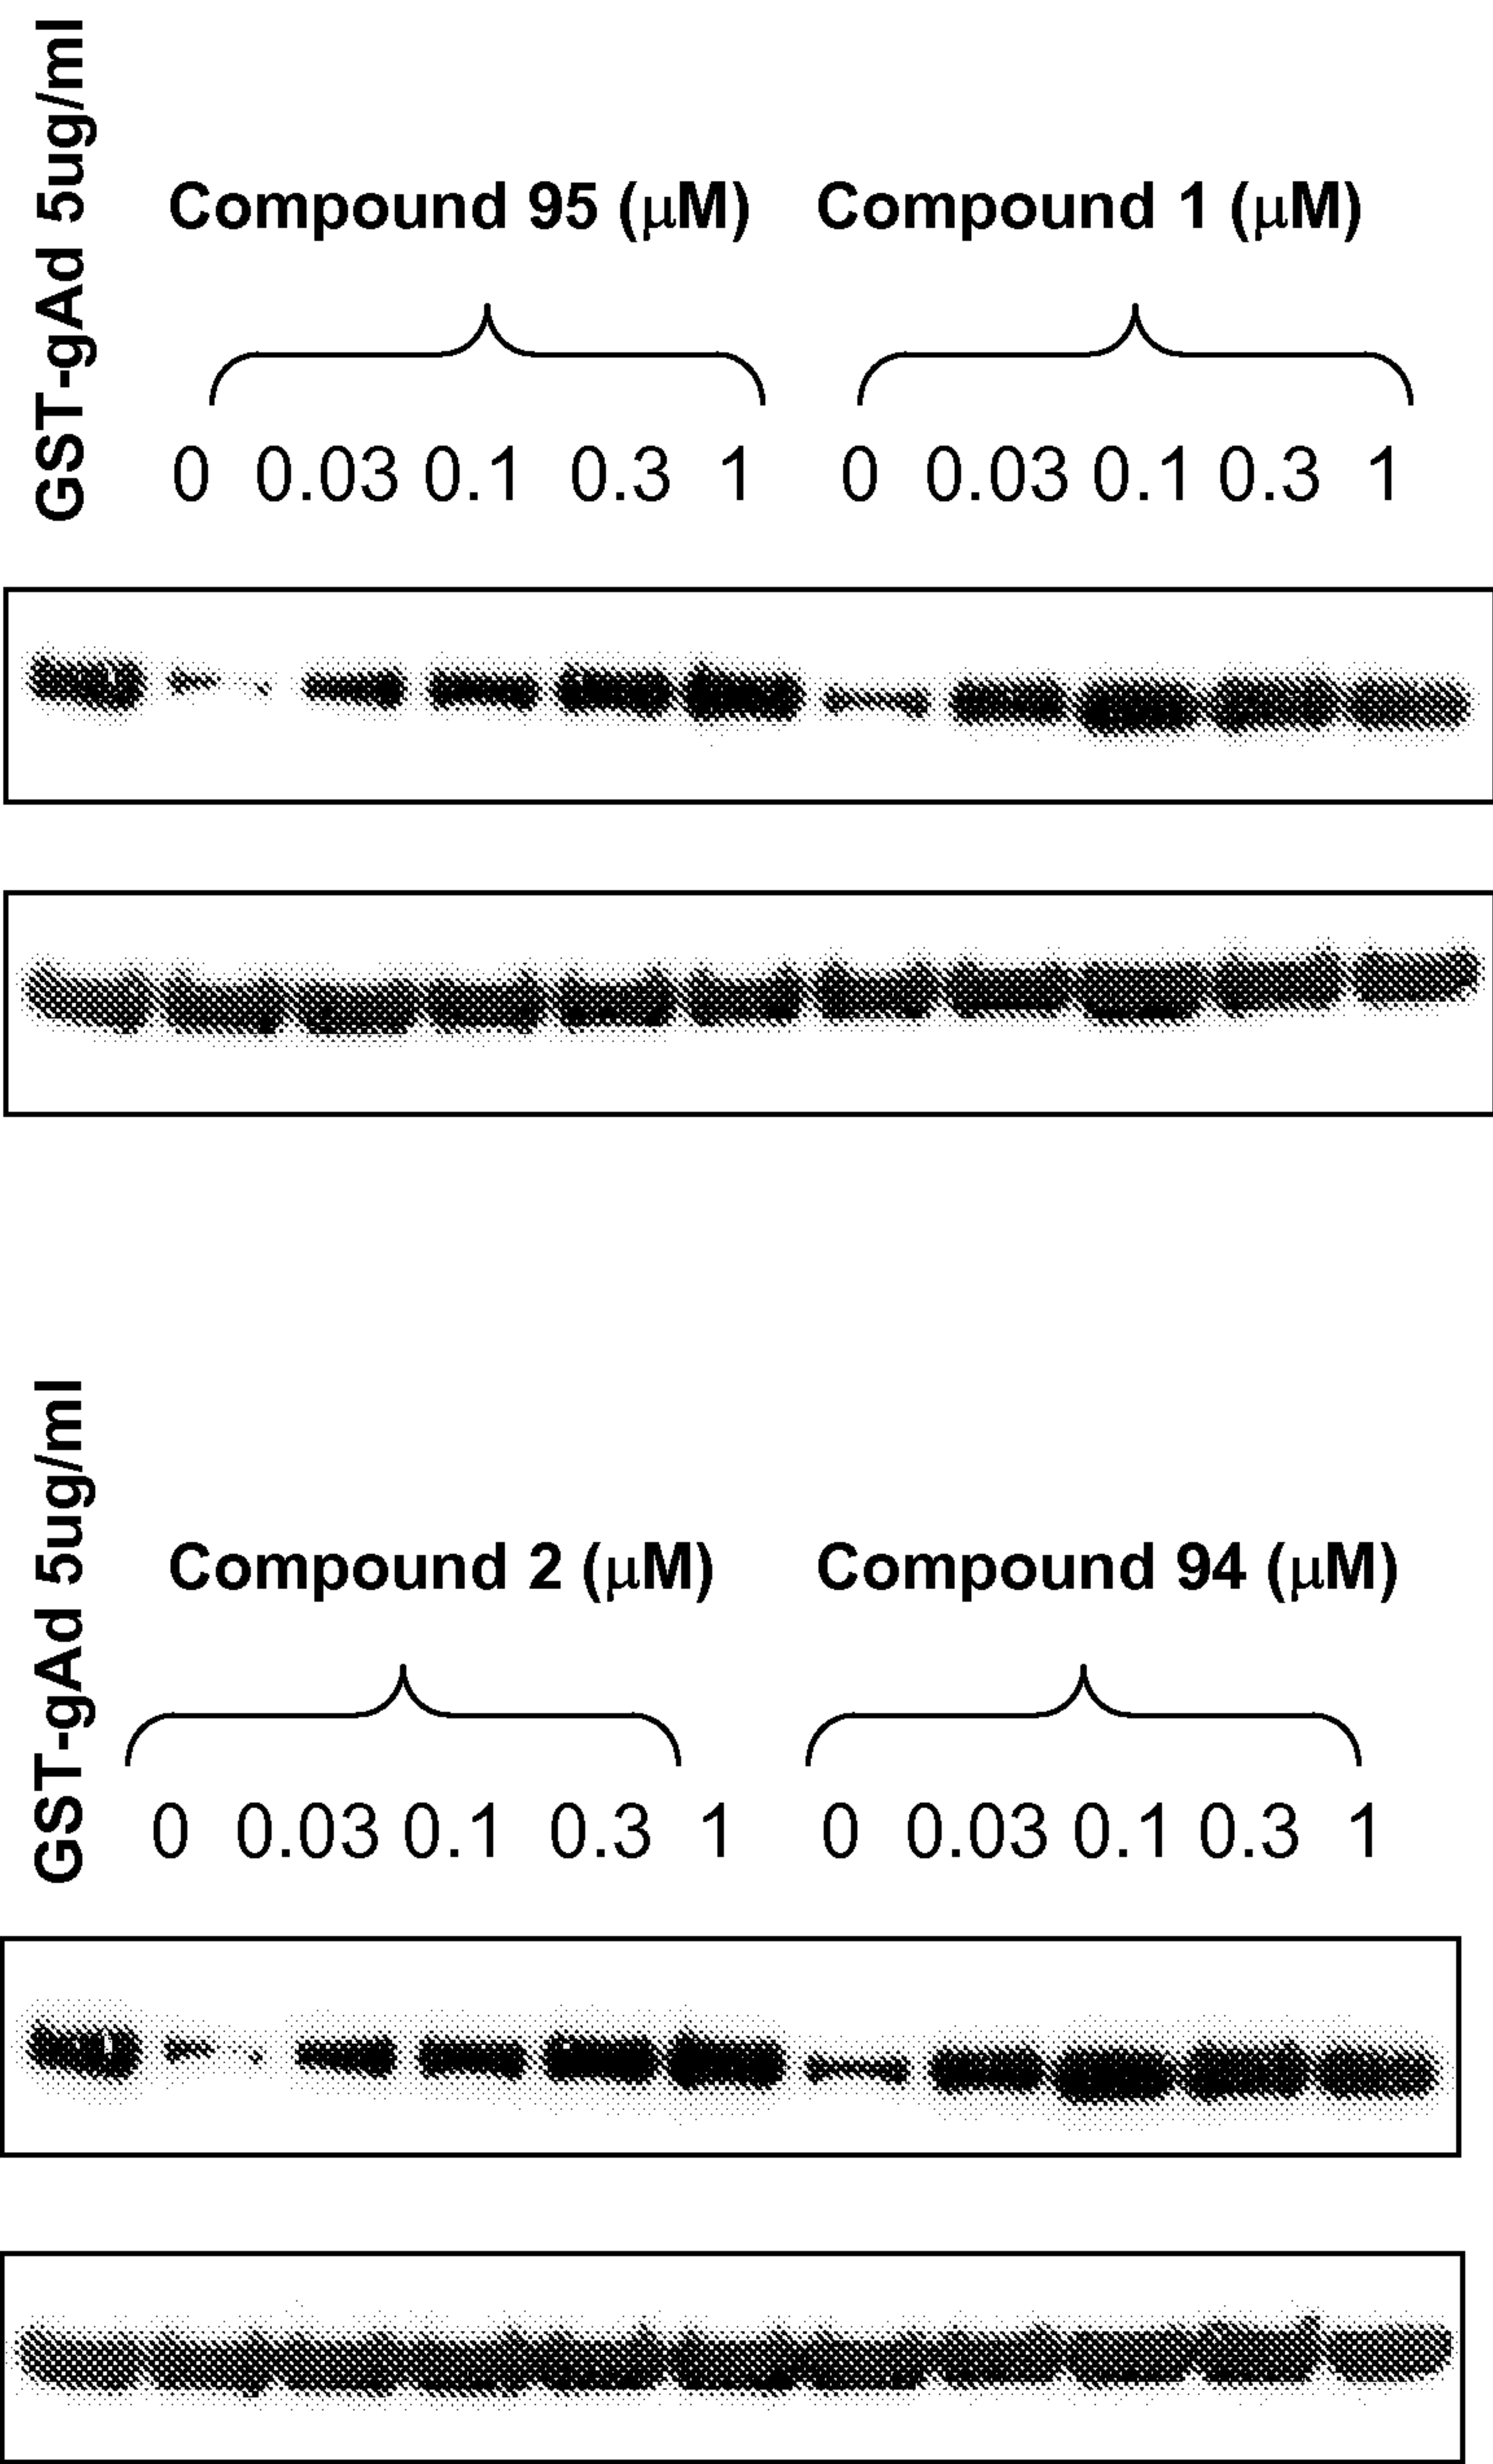 GST-gAd 5ug/ml
Compound 95 (μM) Compound 1 (μM)
0 0.03 0.1 0.3 1 0 0.03 0.1 0.3 1
GST-gAd 5ug/ml
Compound 2 (μM) Compound 94 (μM)
0 0.03 0.1 0.3 1 0 0.03 0.1 0.3 1